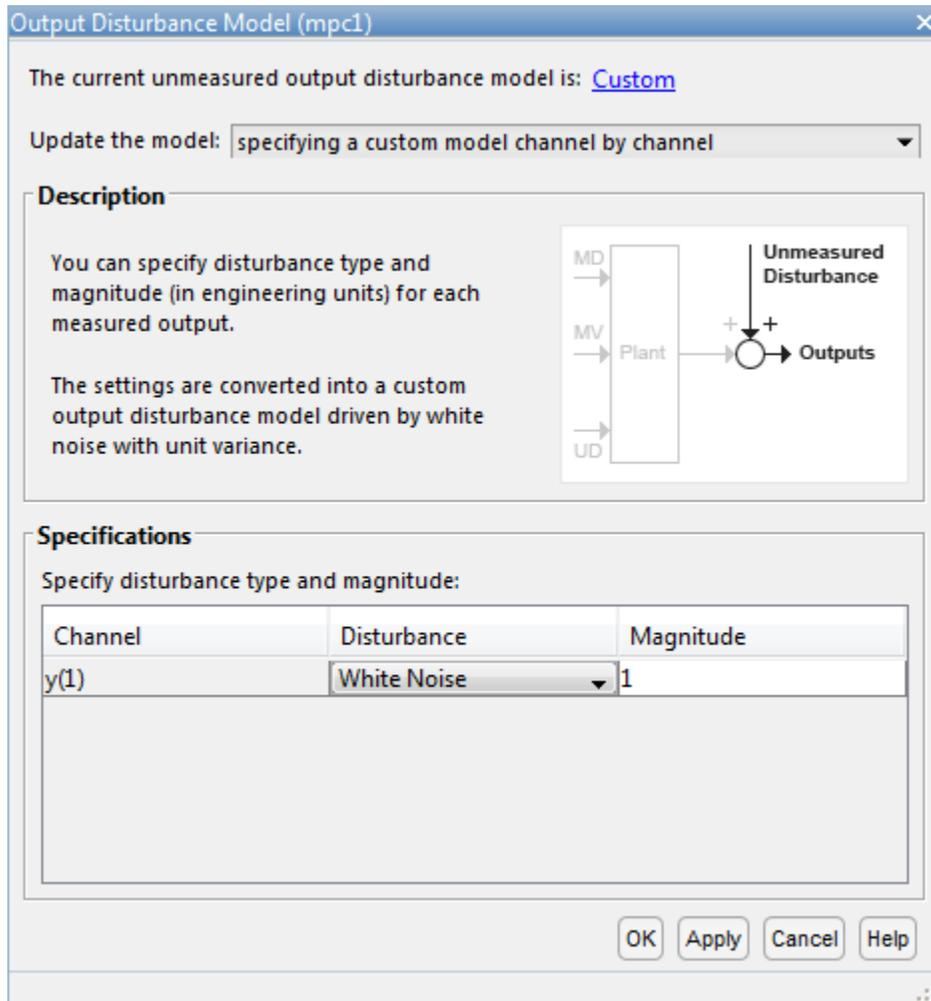 Output Disturbance Model (mpc1)
The current unmeasured output disturbance model is: Custom
Update the model: specifying a custom model channel by channel
Description
You can specify disturbance type and
magnitude (in engineering units) for each
measured output.
The settings are converted into a custom
output disturbance model driven by white
noise with unit variance.
MD
MV
UD
Plant
Unmeasured
Disturbance
+ +
Outputs
Specifications
Specify disturbance type and magnitude:
Channel Disturbance Magnitude
y(1) White Noise 1
OK Apply Cancel Help